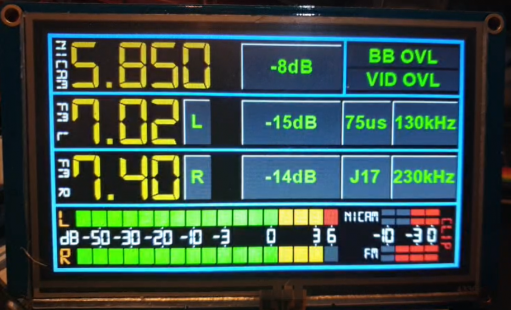 NICAM 5.850 -8dB BB OVL
VID OVL
FM L 7.02 L -15dB 75us 130kHz
FM R 7.40 R -14dB J17 230kHz
L NICAM CLIP
dB -50 -30 -20 -10 -3 0 3 6 -10 -3 0
R FM